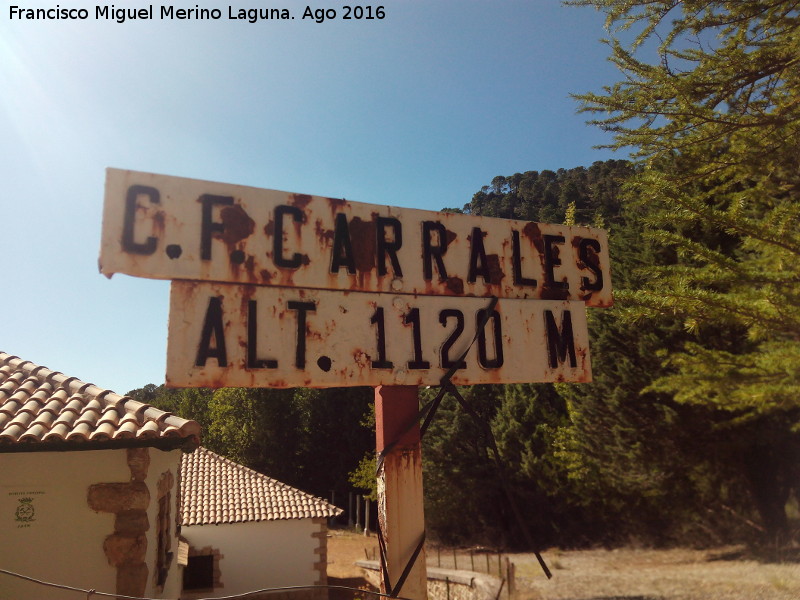 Francisco Miguel Merino Laguna. Ago 2016
C.F.CARRALES
ALT. 1120 M